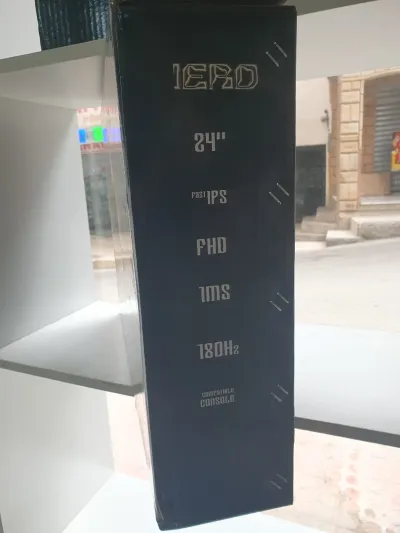 IERO
24"
FAST IPS
FHD
1MS
180Hz
COMPATIBLE
CONSOLE